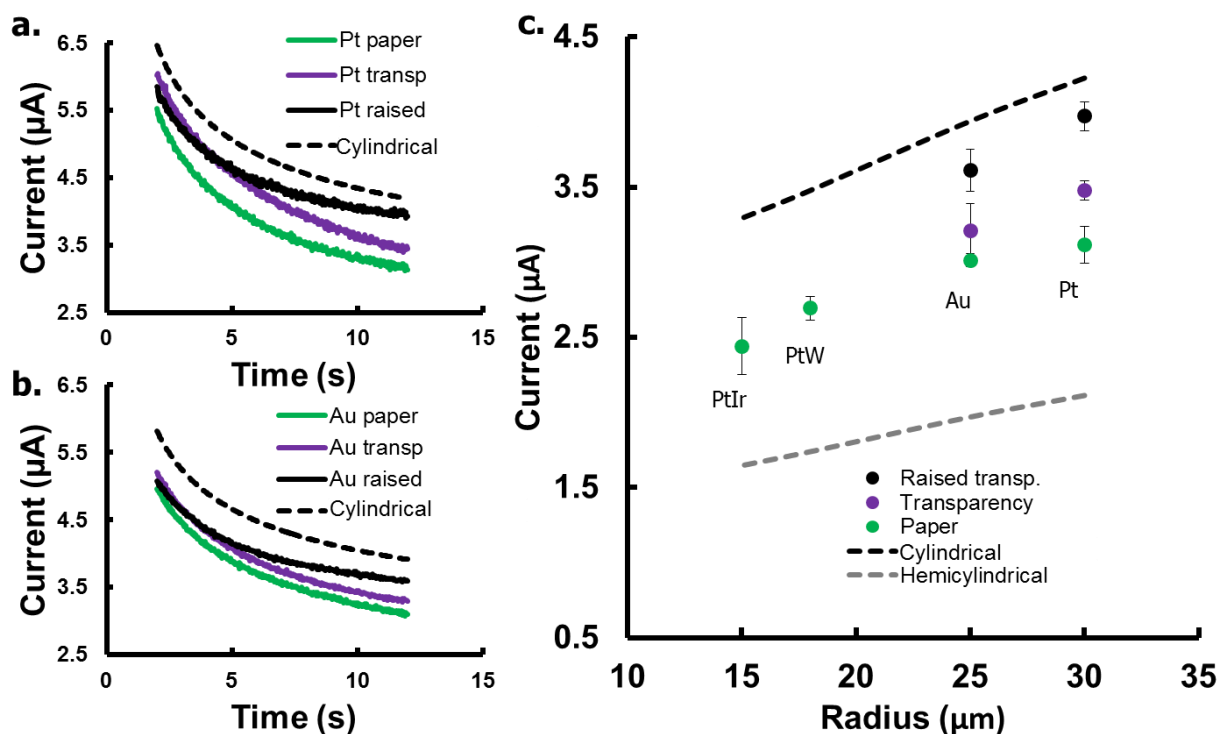 a.
6.5
5.5
4.5
3.5
2.5
Current (µA)
Pt paper
Pt transp
Pt raised
Cylindrical
0
5
10
15
Time (s)
b.
6.5
5.5
4.5
3.5
2.5
Current (µA)
Au paper
Au transp
Au raised
Cylindrical
0
5
10
15
Time (s)
c.
4.5
3.5
2.5
1.5
0.5
Current (µA)
PtIr
PtW
Au
Pt
Raised transp.
Transparency
Paper
Cylindrical
Hemicylindrical
10
15
20
25
30
35
Radius (µm)